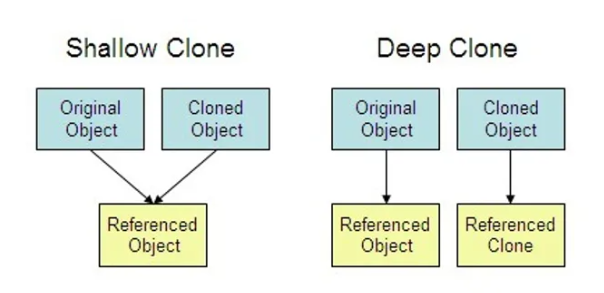 Shallow Clone
Deep Clone
Original
Object
Cloned
Object
Original
Object
Cloned
Object
Referenced
Object
Referenced
Object
Referenced
Clone